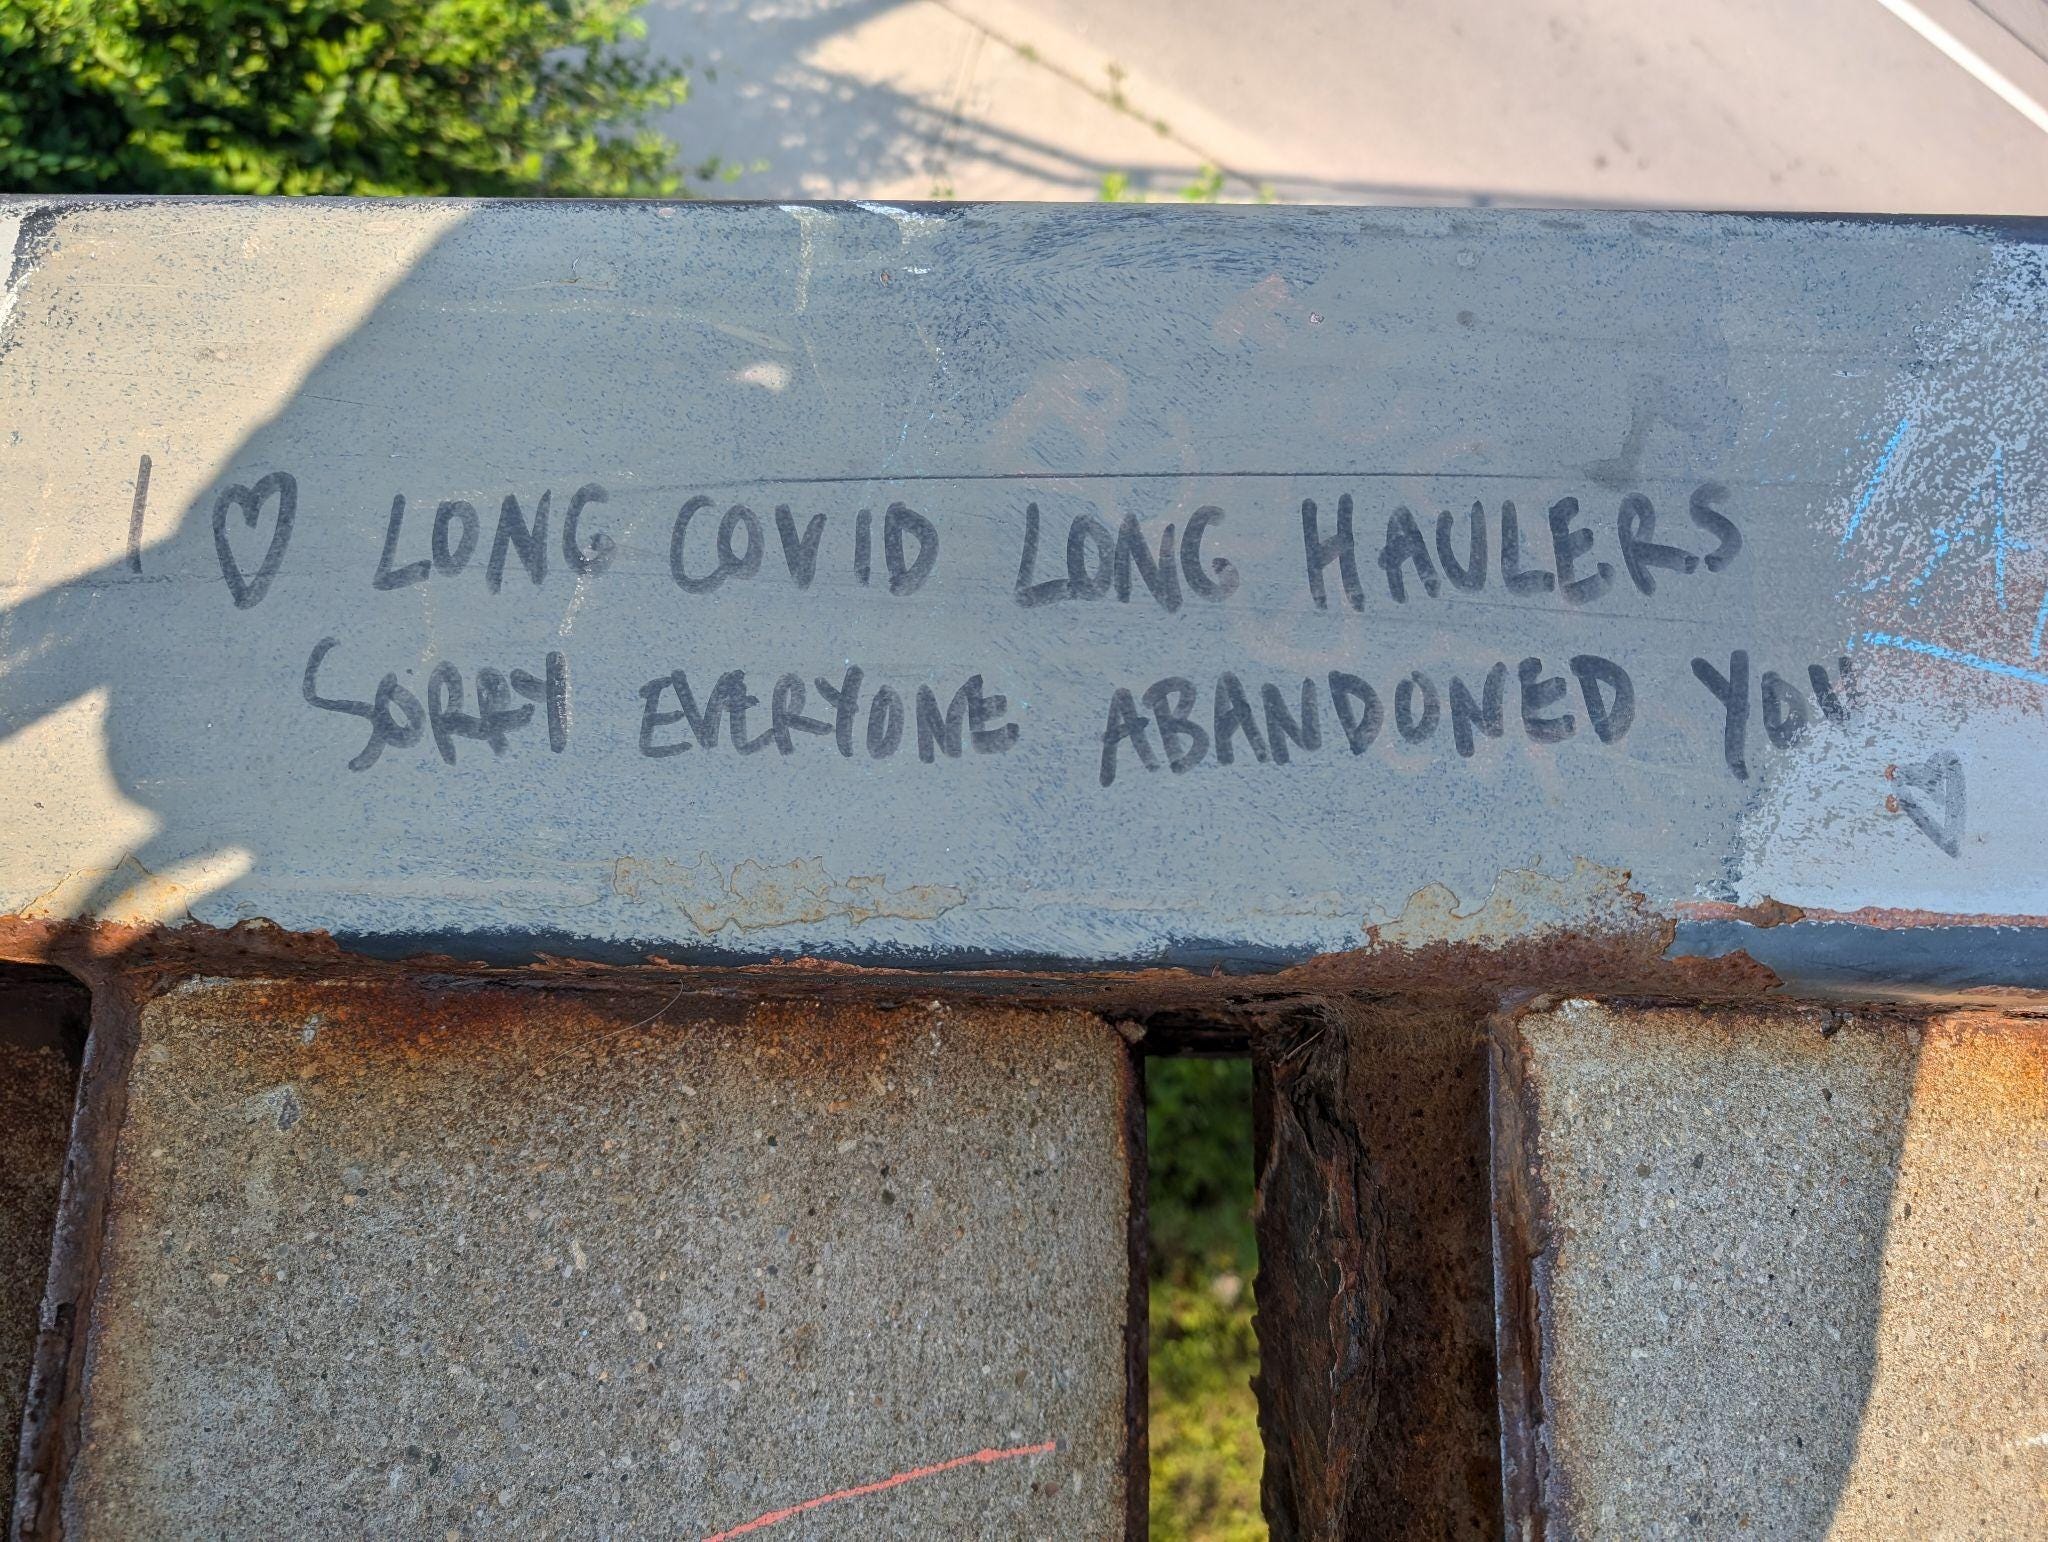 I ♡ LONG COVID LONG HAULERS
SORRY EVERYONE ABANDONED YOU ♡